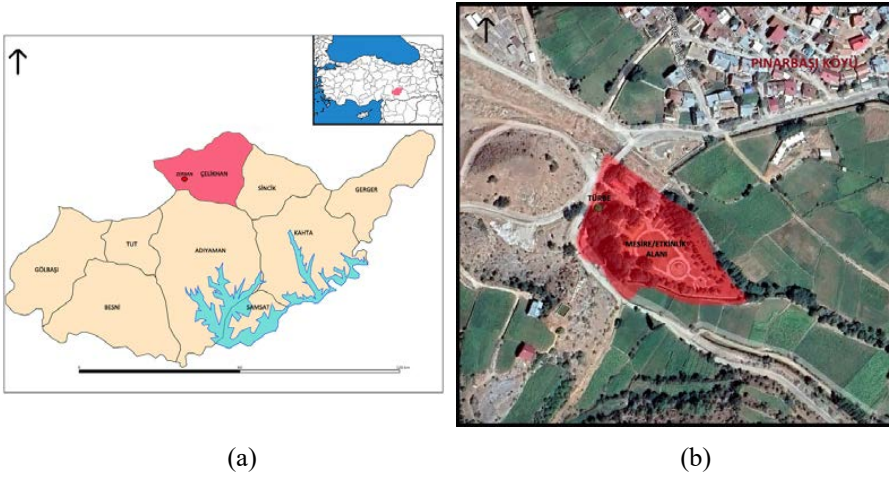 ZERBAN
ÇELİKHAN
SİNCİK
GERGER
KAHTA
TUT
ADIYAMAN
GÖLBAŞI
BESNİ
SAMSAT
PINARBAŞI KÖYÜ
TÜRBE
MESİRE/ETKİNLİK
ALANI
(a)
(b)